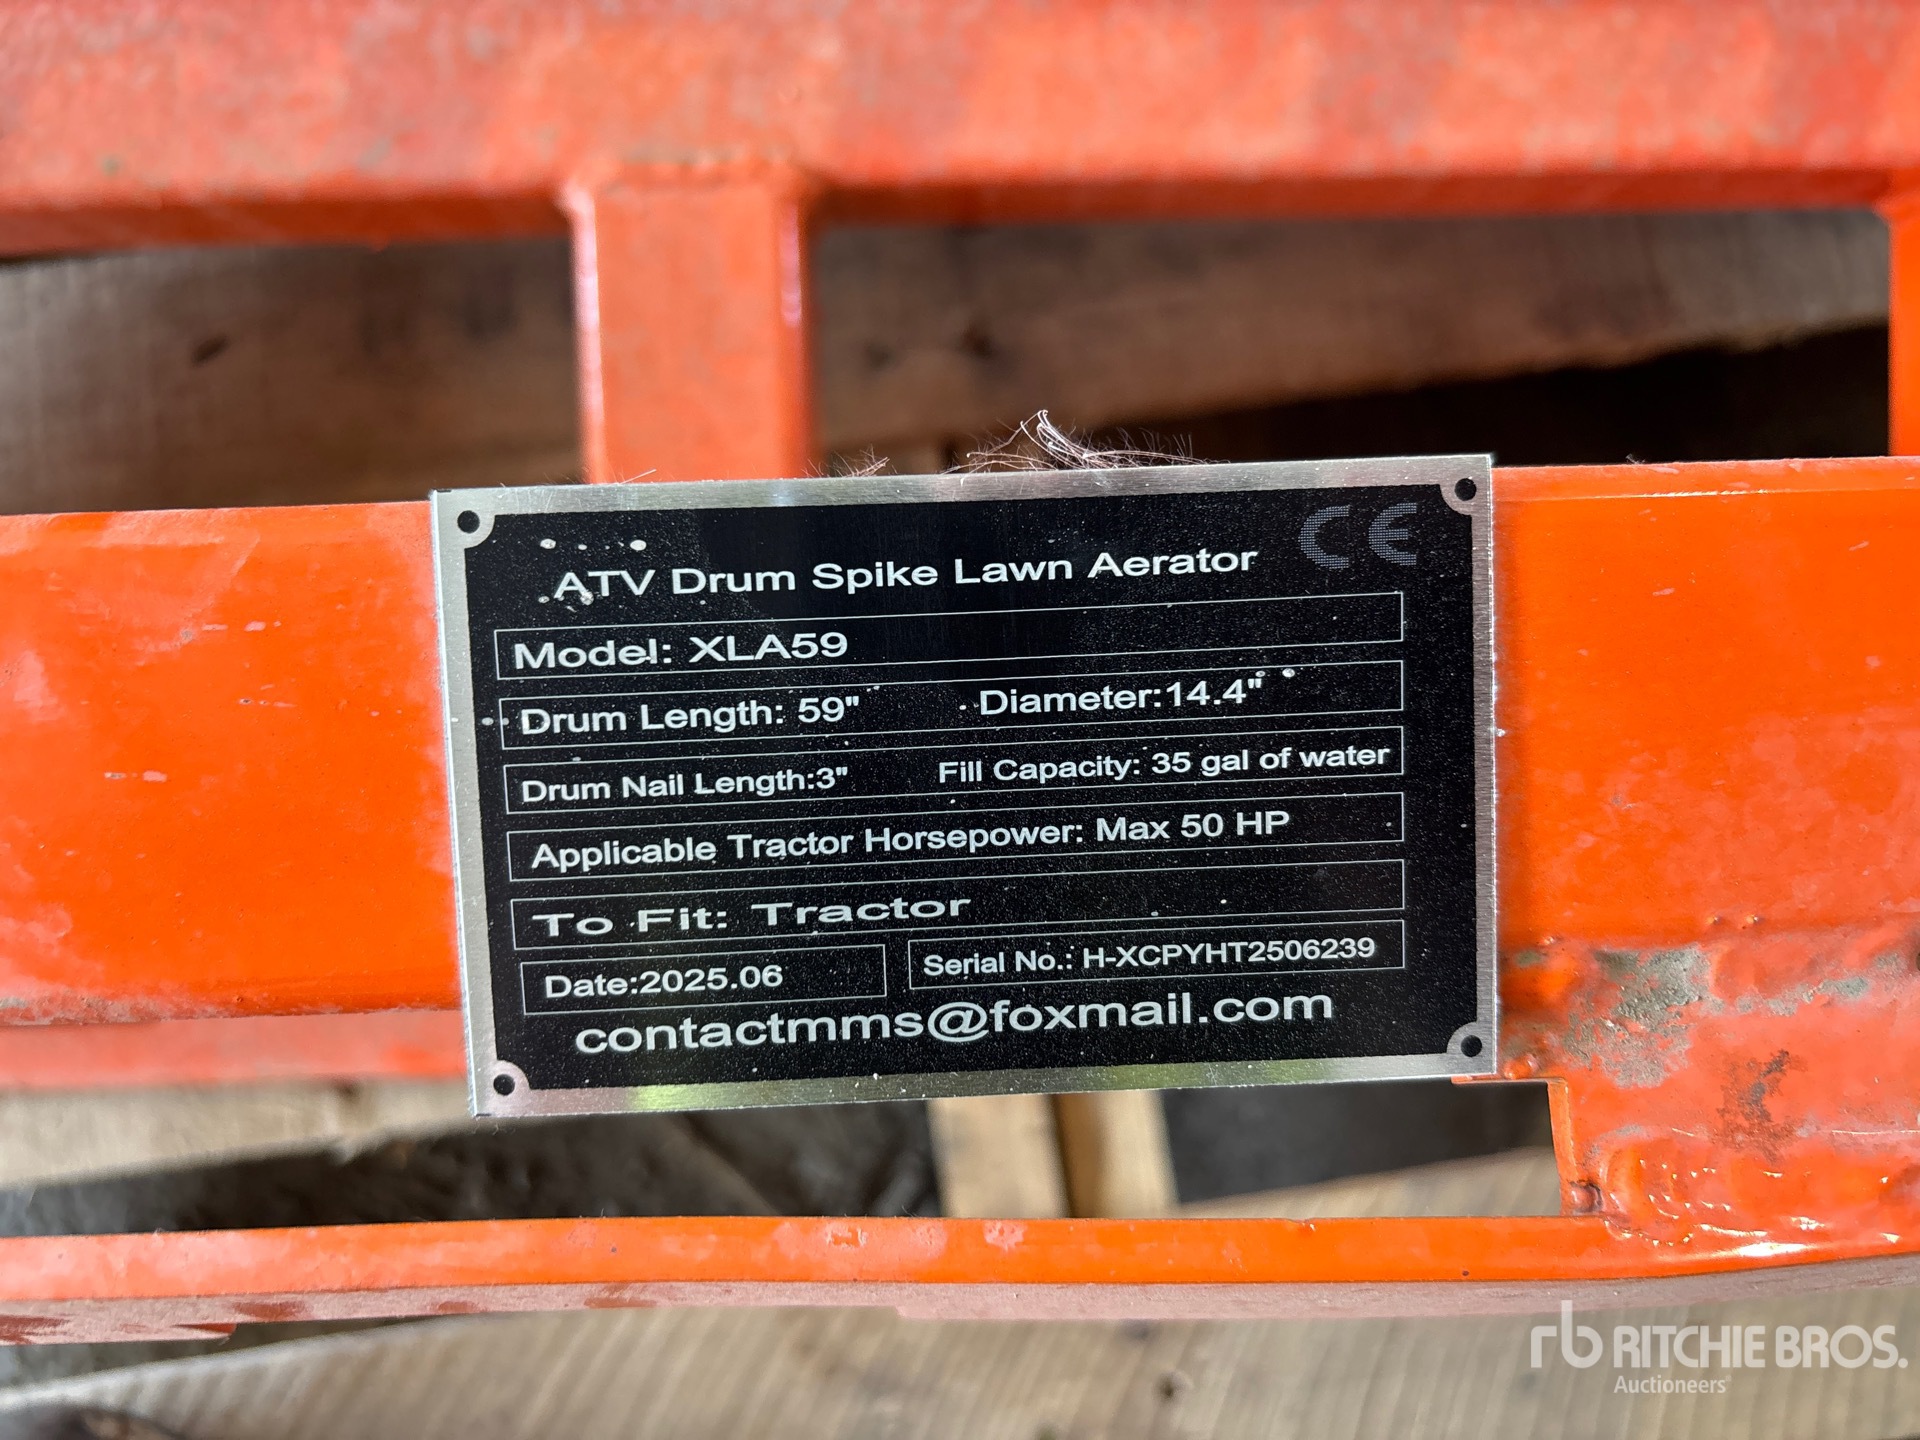 CE
ATV Drum Spike Lawn Aerator
Model: XLA59
Drum Length: 59" Diameter:14.4"
Drum Nail Length:3" Fill Capacity: 35 gal of water
Applicable Tractor Horsepower: Max 50 HP
To Fit: Tractor
Date:2025.06 Serial No.: H-XCPYHT2506239
contactmms@foxmail.com
rb RITCHIE BROS.
Auctioneers